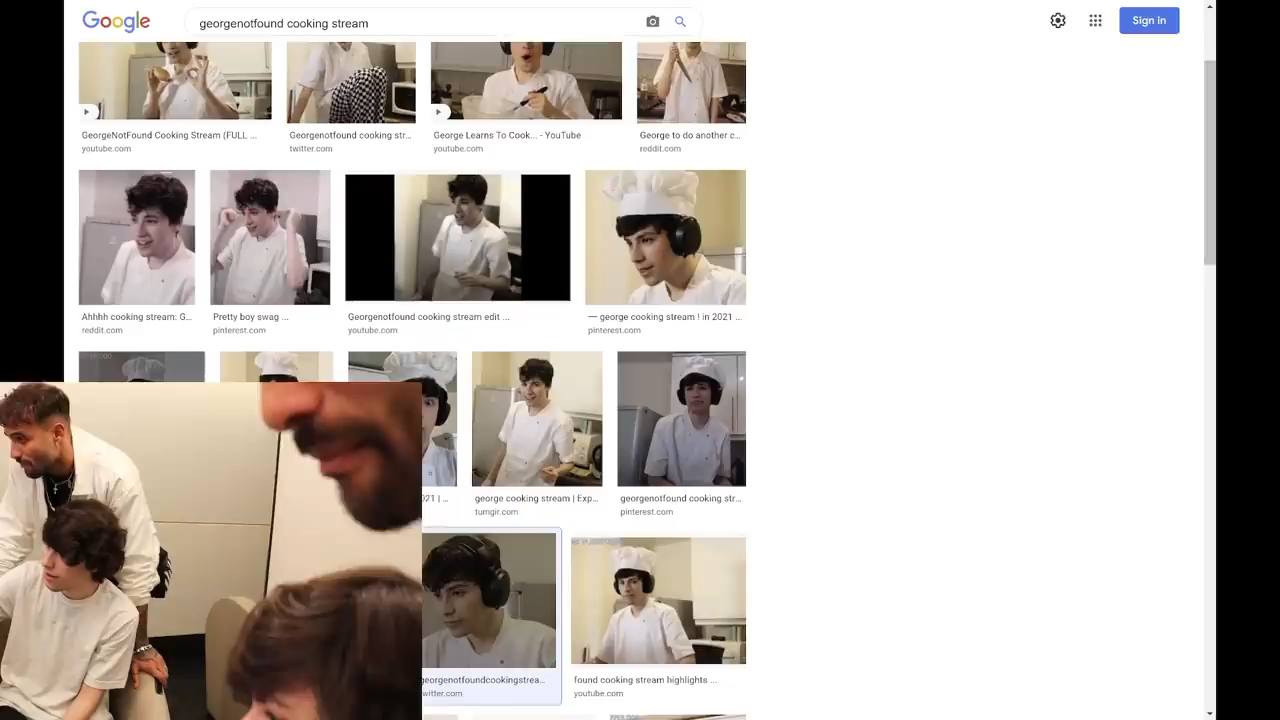 Google
georgenotfound cooking stream
Sign in
GeorgeNotFound Cooking Stream (FULL ...
youtube.com
Georgenotfound cooking str...
twitter.com
George Learns To Cook... - YouTube
youtube.com
George to do another c...
reddit.com
Ahhhh cooking stream: G...
reddit.com
Pretty boy swag ...
pinterest.com
Georgenotfound cooking stream edit ...
youtube.com
— george cooking stream ! in 2021 ...
pinterest.com
021 | ...
george cooking stream | Exp...
tumgir.com
georgenotfound cooking str...
pinterest.com
georgenotfoundcookingstrea...
witter.com
found cooking stream highlights ...
youtube.com